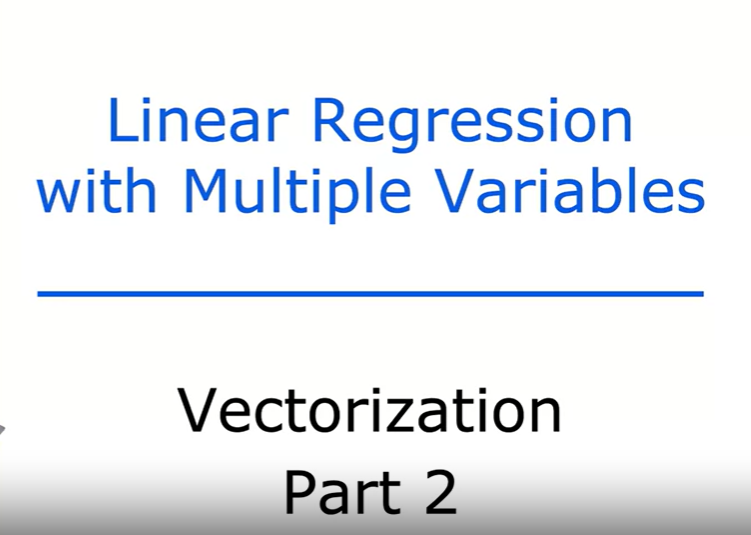 Linear Regression
with Multiple Variables
Vectorization
Part 2